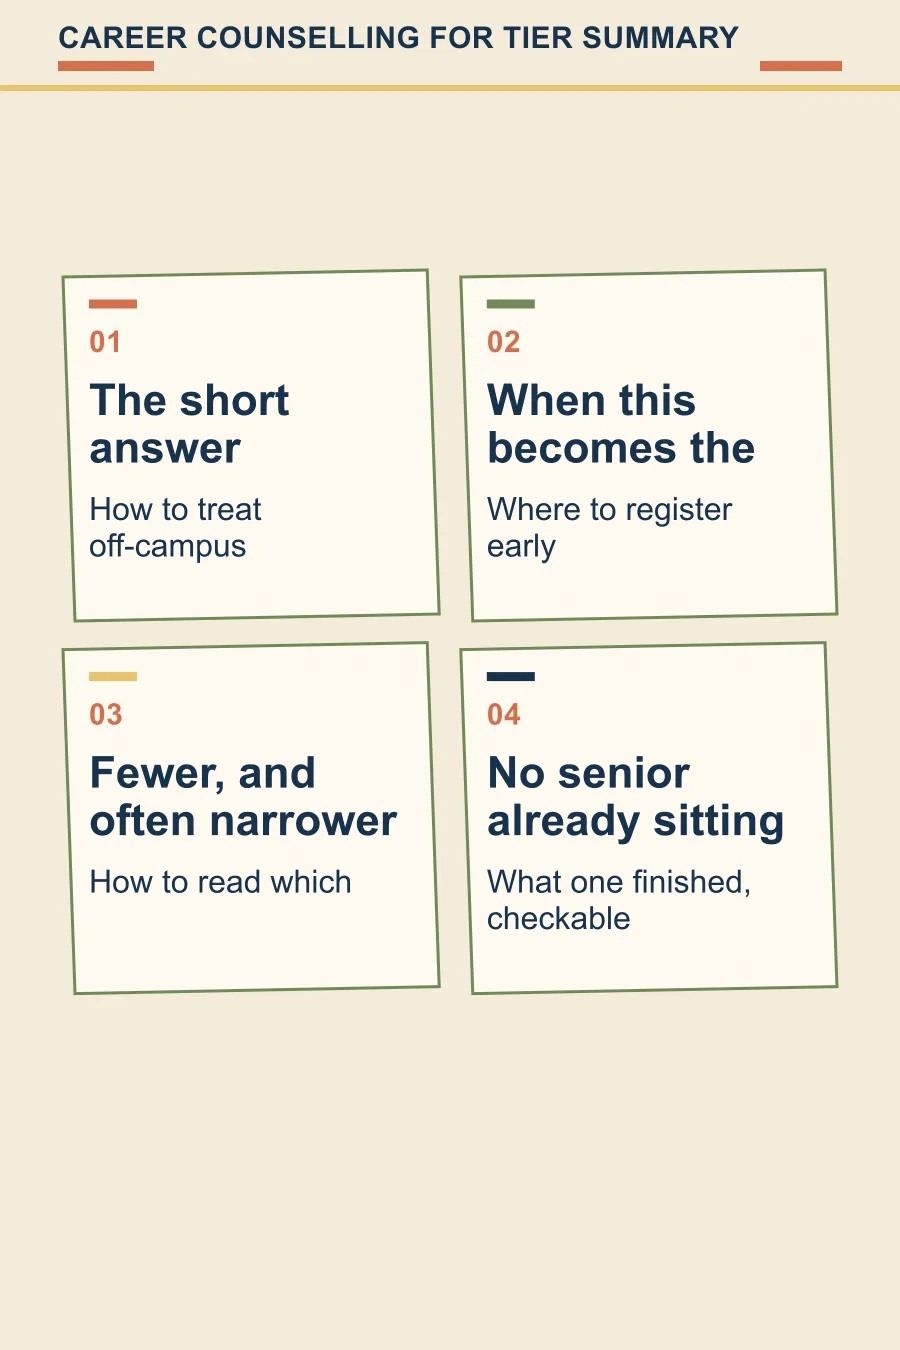 CAREER COUNSELLING FOR TIER SUMMARY
01
The short
answer
How to treat
off-campus
02
When this
becomes the
Where to register
early
03
Fewer, and
often narrower
How to read which
04
No senior
already sitting
What one finished,
checkable